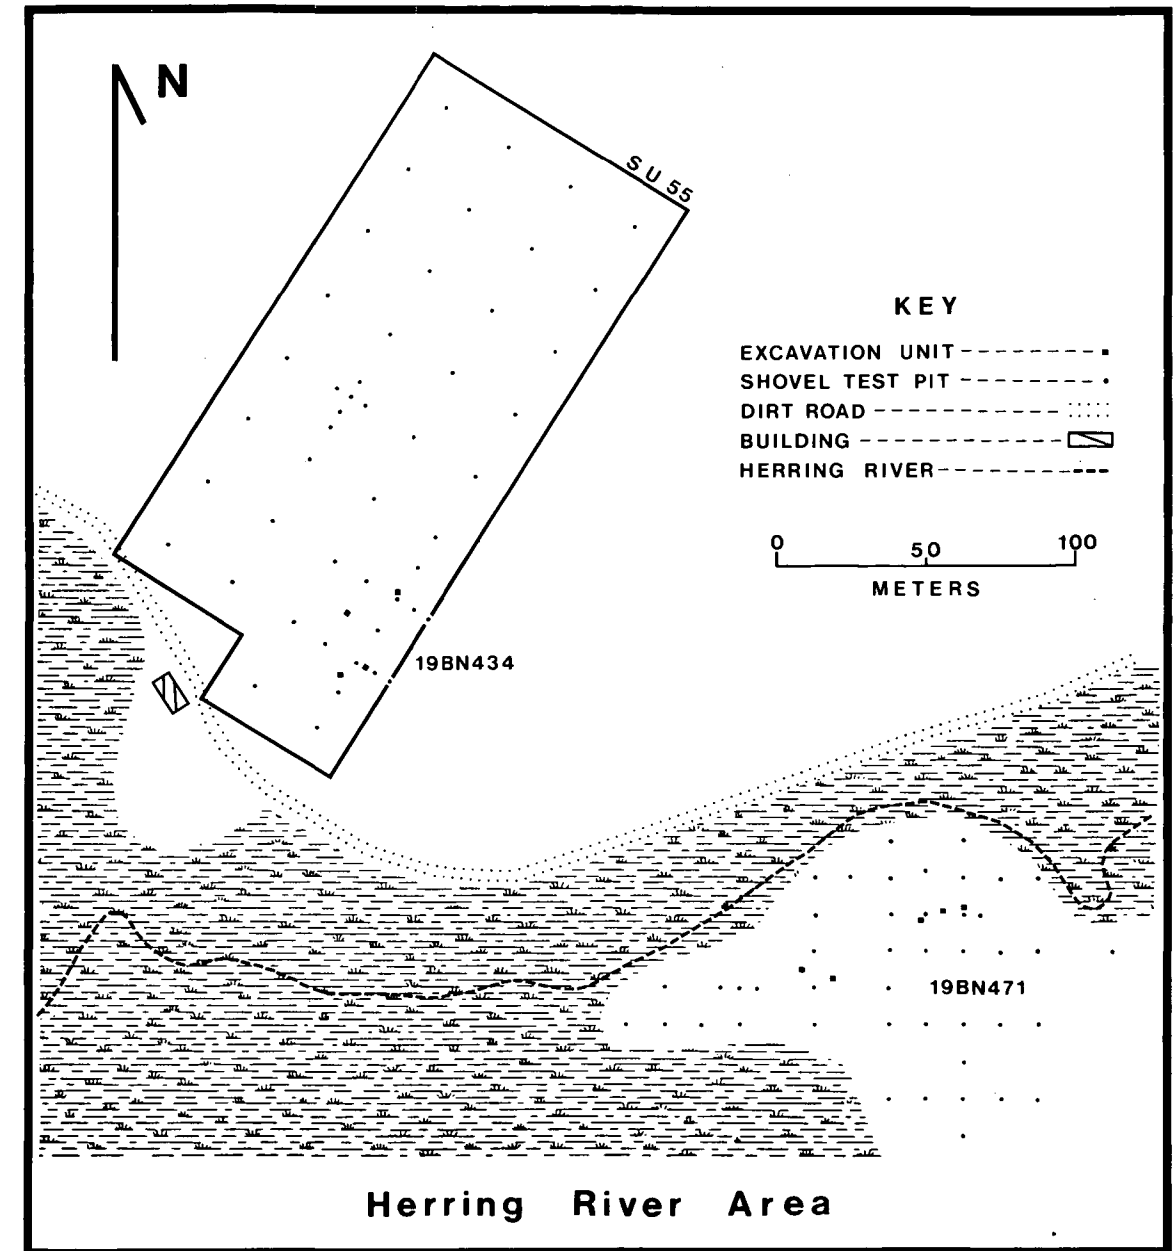 N
SU 55
KEY
EXCAVATION UNIT
SHOVEL TEST PIT
DIRT ROAD
BUILDING
HERRING RIVER
0 50 100
METERS
19BN434
19BN471
Herring River Area